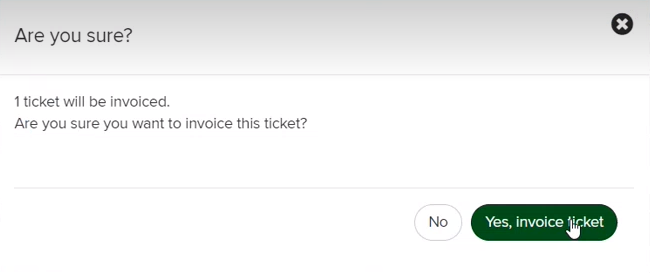 Are you sure?
1 ticket will be invoiced.
Are you sure you want to invoice this ticket?
No
Yes, invoice ticket